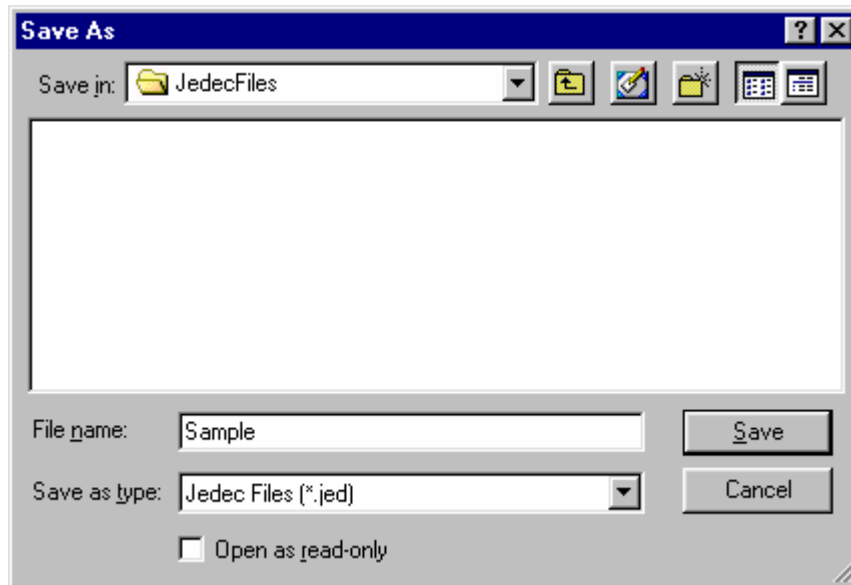 Save As
Save in: JedecFiles
File name: Sample Save
Save as type: Jedec Files (*.jed) Cancel
Open as read-only